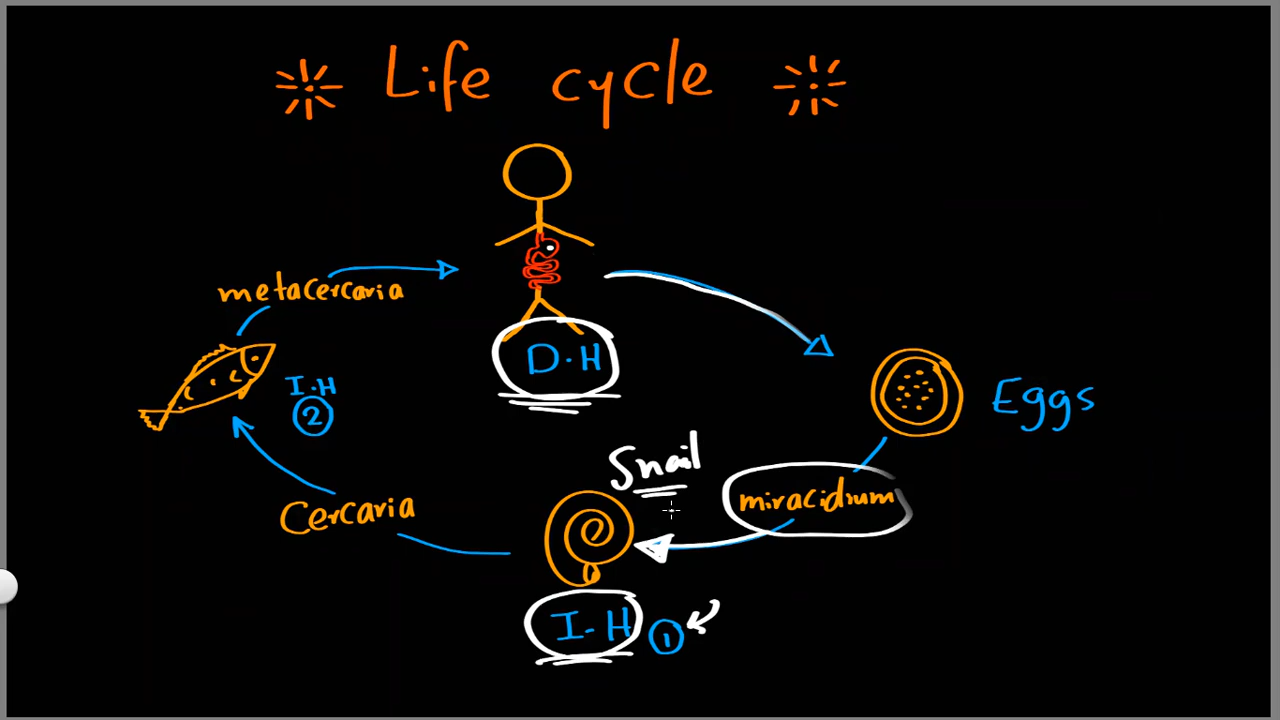 Life cycle
metacercaria
D.H
I.H
2
Eggs
Snail
miracidium
Cercaria
I-H
1